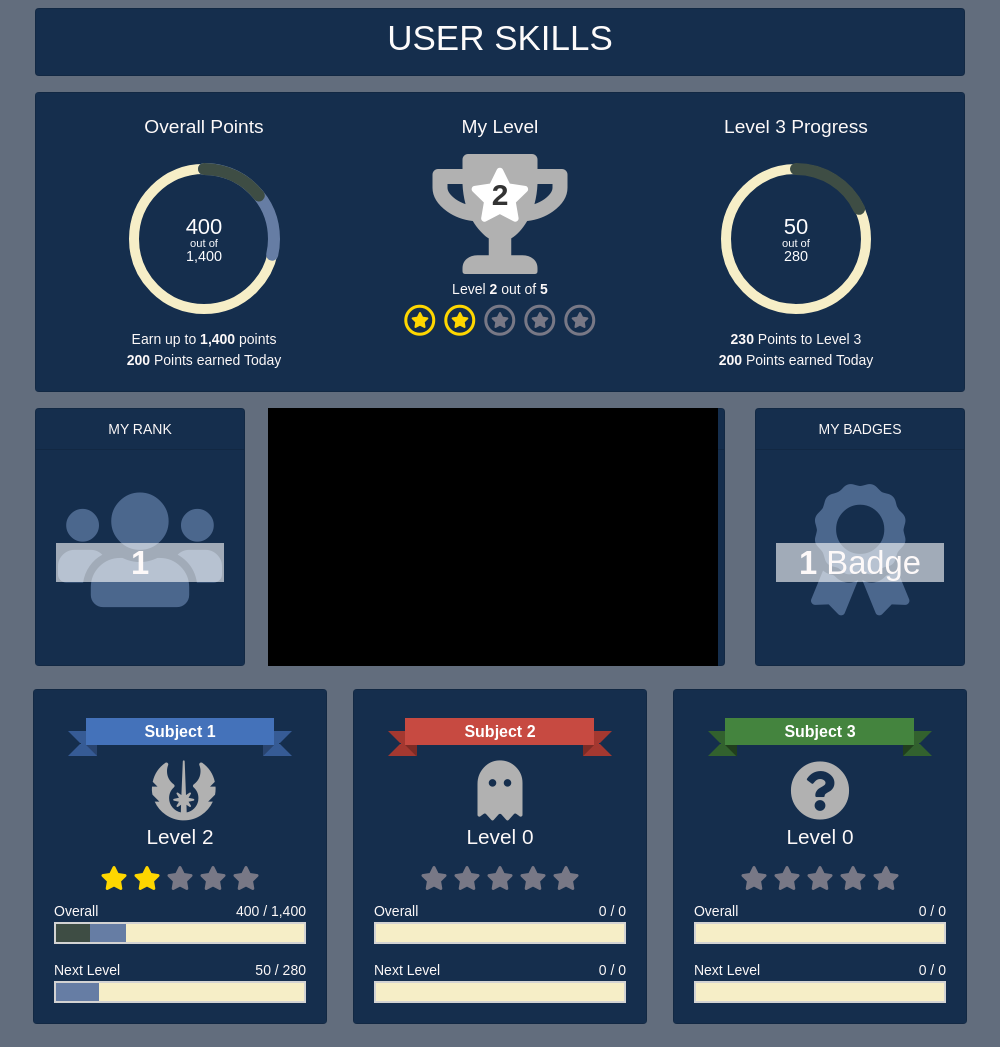 USER SKILLS
Overall Points
400
out of
1,400
Earn up to 1,400 points
200 Points earned Today
My Level
2
Level 2 out of 5
Level 3 Progress
50
out of
280
230 Points to Level 3
200 Points earned Today
MY RANK
1
MY BADGES
1 Badge
Subject 1
Level 2
Overall 400 / 1,400
Next Level 50 / 280
Subject 2
Level 0
Overall 0 / 0
Next Level 0 / 0
Subject 3
Level 0
Overall 0 / 0
Next Level 0 / 0